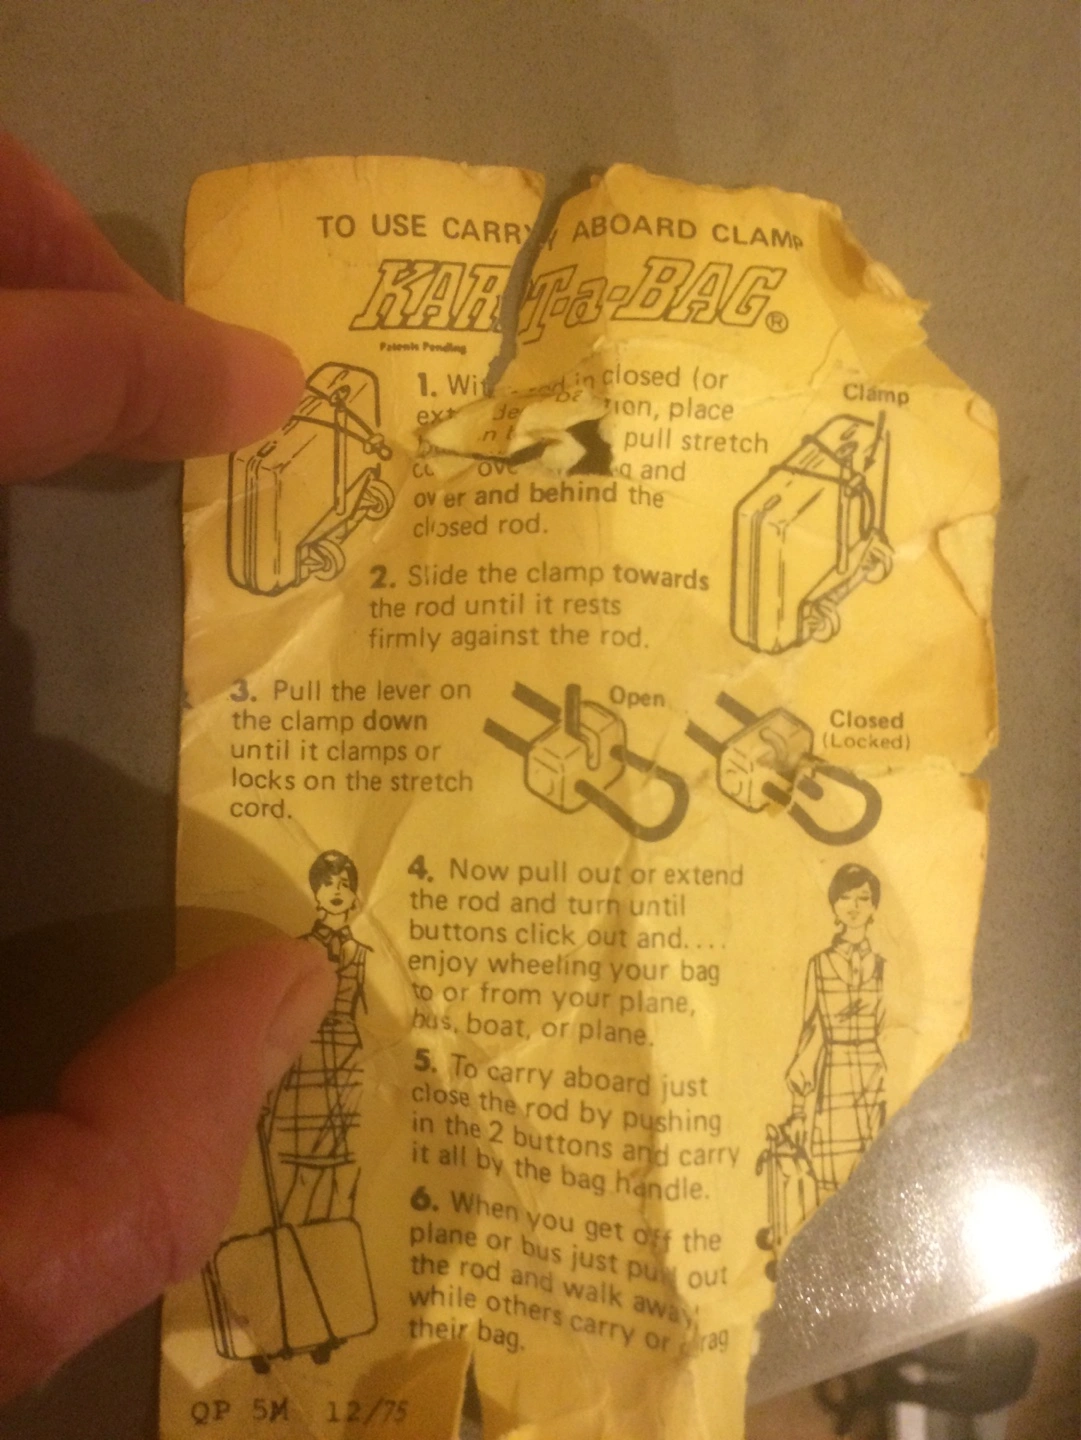 TO USE CARRY ABOARD CLAMP
KART-a-BAG®
Patents Pending
1. With in closed (or
place
pull stretch
and
over and behind the
closed rod.
Clamp
2. Slide the clamp towards
the rod until it rests
firmly against the rod.
3. Pull the lever on
the clamp down
until it clamps or
locks on the stretch
cord.
Open
Closed
(Locked)
4. Now pull out or extend
the rod and turn until
buttons click out and....
enjoy wheeling your bag
to or from your plane,
bus, boat, or plane.
5. To carry aboard just
close the rod by pushing
in the 2 buttons and carry
it all by the bag handle.
6. When you get off the
plane or bus just pull out
the rod and walk away
while others carry or drag
their bag.
QP 5M 12/75